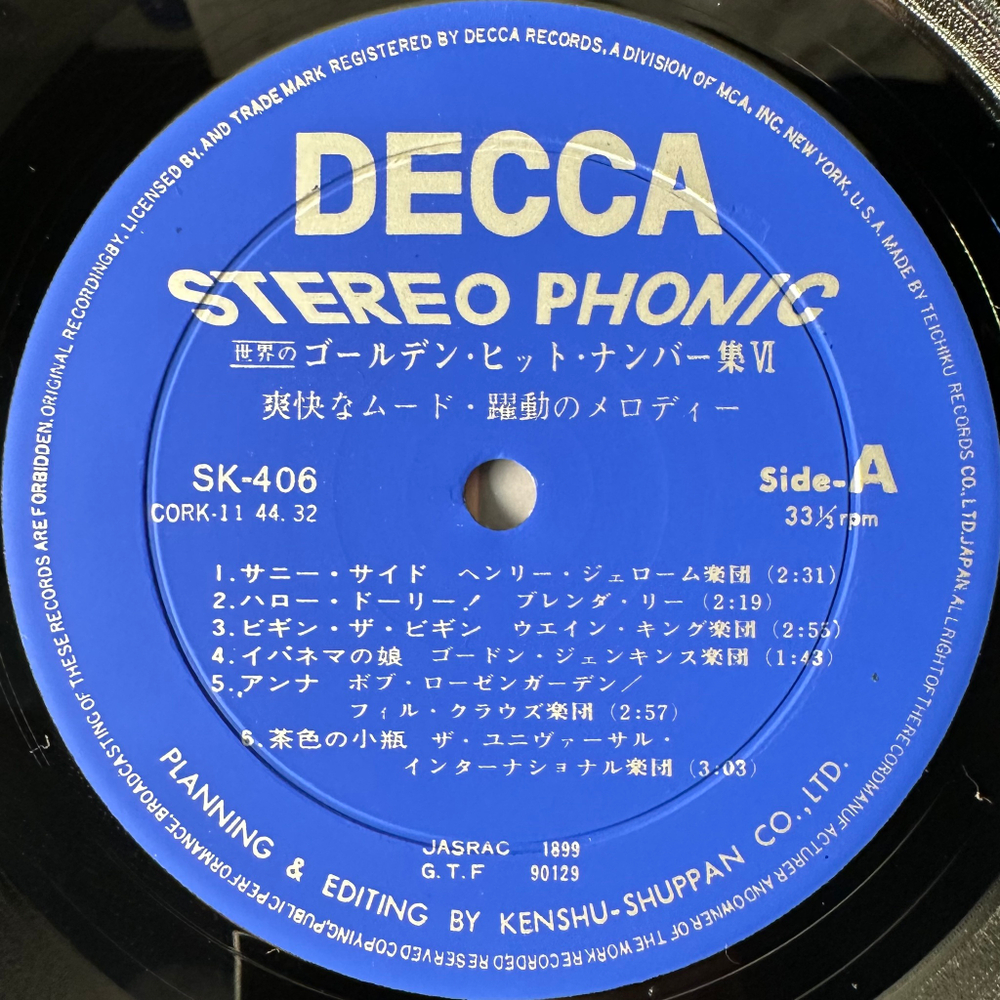 LICENSED BY, AND TRADE MARK REGISTERED BY DECCA RECORDS, A DIVISION OF MCA, INC. NEW YORK, U.S.A. MADE BY TEICHIKU RECORDS CO., LTD. JAPAN ALL RIGHT OF THE RECORD MANUFACTURER AND OWNER OF THE WORK RECORDED RESERVED COPYING, PUBLIC PERFORMANCE, BROADCASTING OF THESE RECORDS ARE FORBIDDEN. ORIGINAL RECORDING BY.
DECCA
STEREO PHONIC
世界の ゴールデン・ヒット・ナンバー集 Ⅵ
爽快なムード・躍動のメロディー
SK-406
CORK-11 44.32
Side-A
33⅓ rpm
1. サニー・サイド ヘンリー・ジェローム楽団 (2:31)
2. ハロー・ドーリー! ブレンダ・リー (2:19)
3. ビギン・ザ・ビギン ウエイン・キング楽団 (2:55)
4. イパネマの娘 ゴードン・ジェンキンス楽団 (1:43)
5. アンナ ボブ・ローゼンガーデン/
フィル・クラウズ楽団 (2:57)
6. 茶色の小瓶 ザ・ユニヴァーサル・
インターナショナル楽団 (3:03)
JASRAC 1899
G.T.F 90129
PLANNING & EDITING BY KENSHU-SHUPPAN CO., LTD.